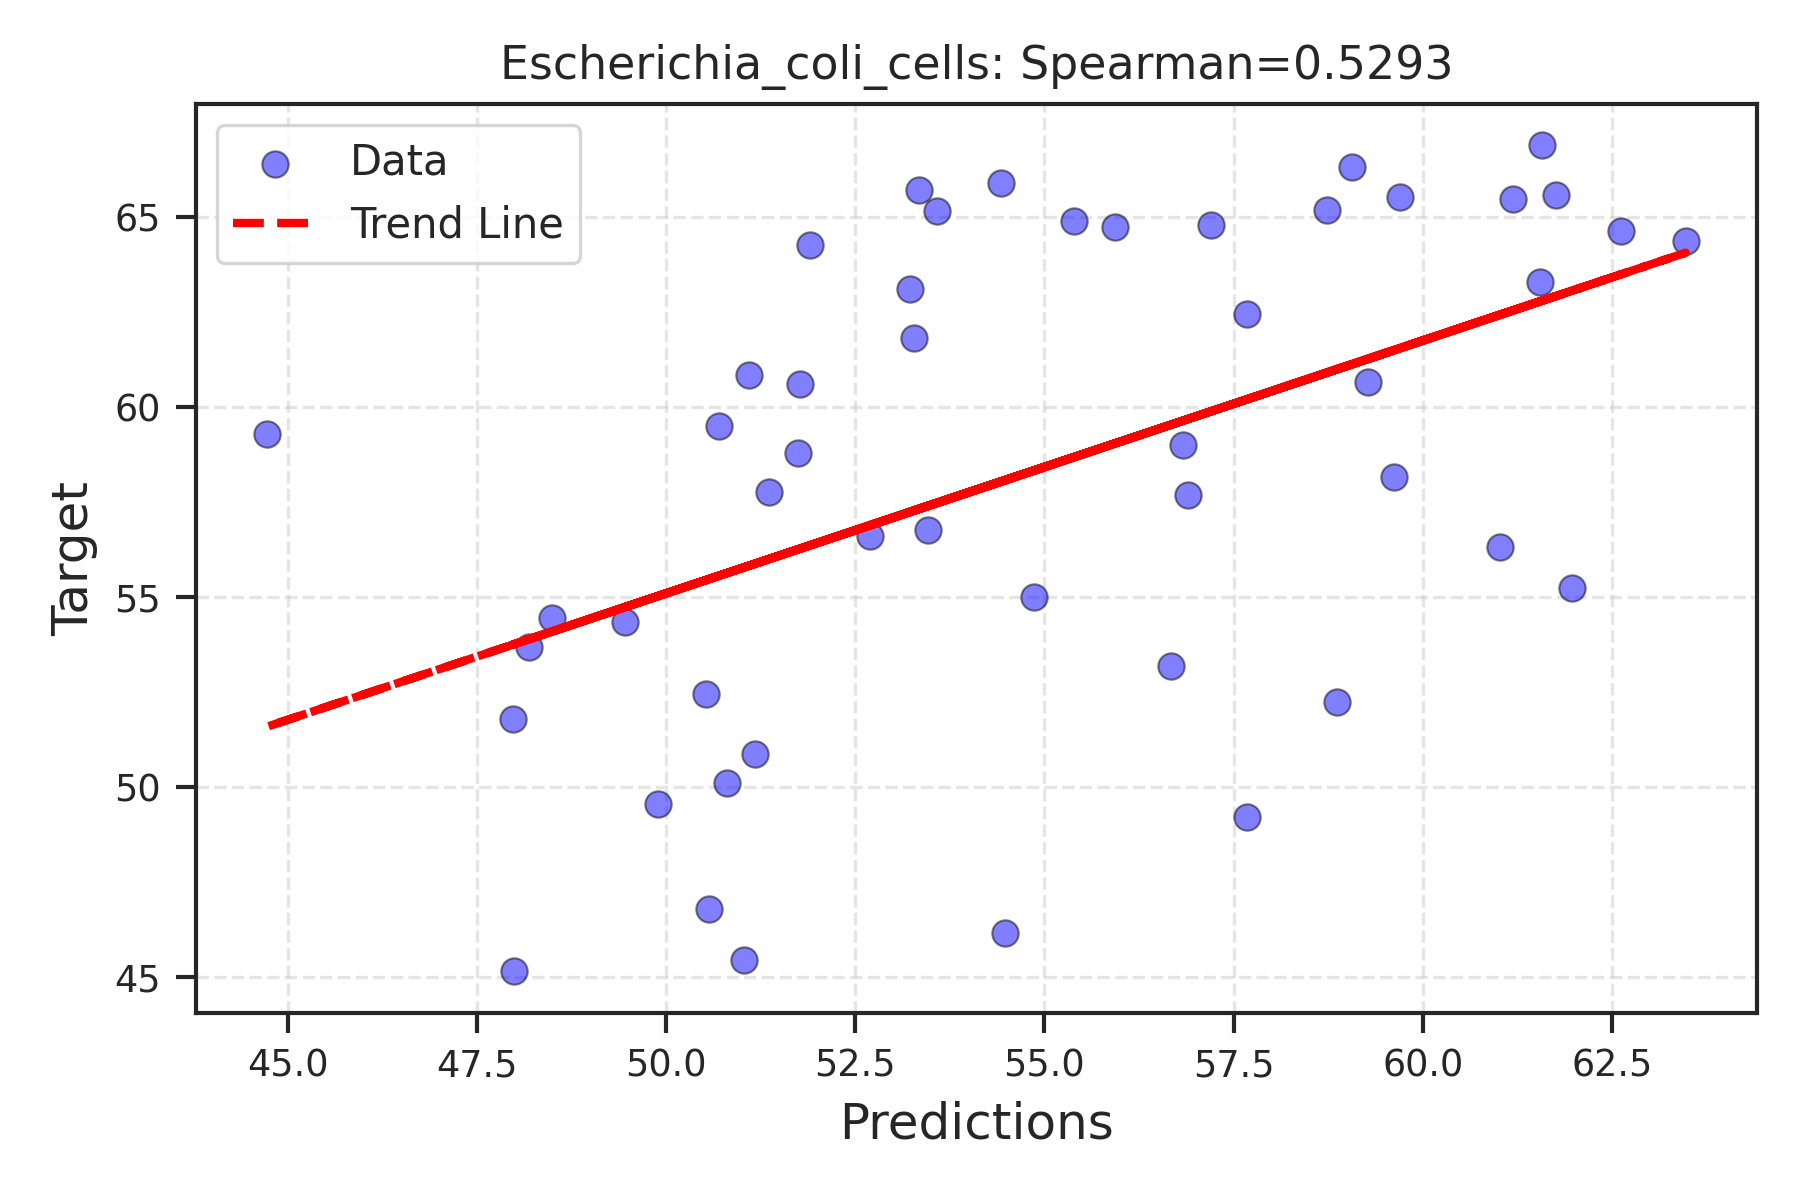 Escherichia_coli_cells: Spearman=0.5293
Data
Trend Line
65
60
55
50
45
Target
45.0 47.5 50.0 52.5 55.0 57.5 60.0 62.5
Predictions